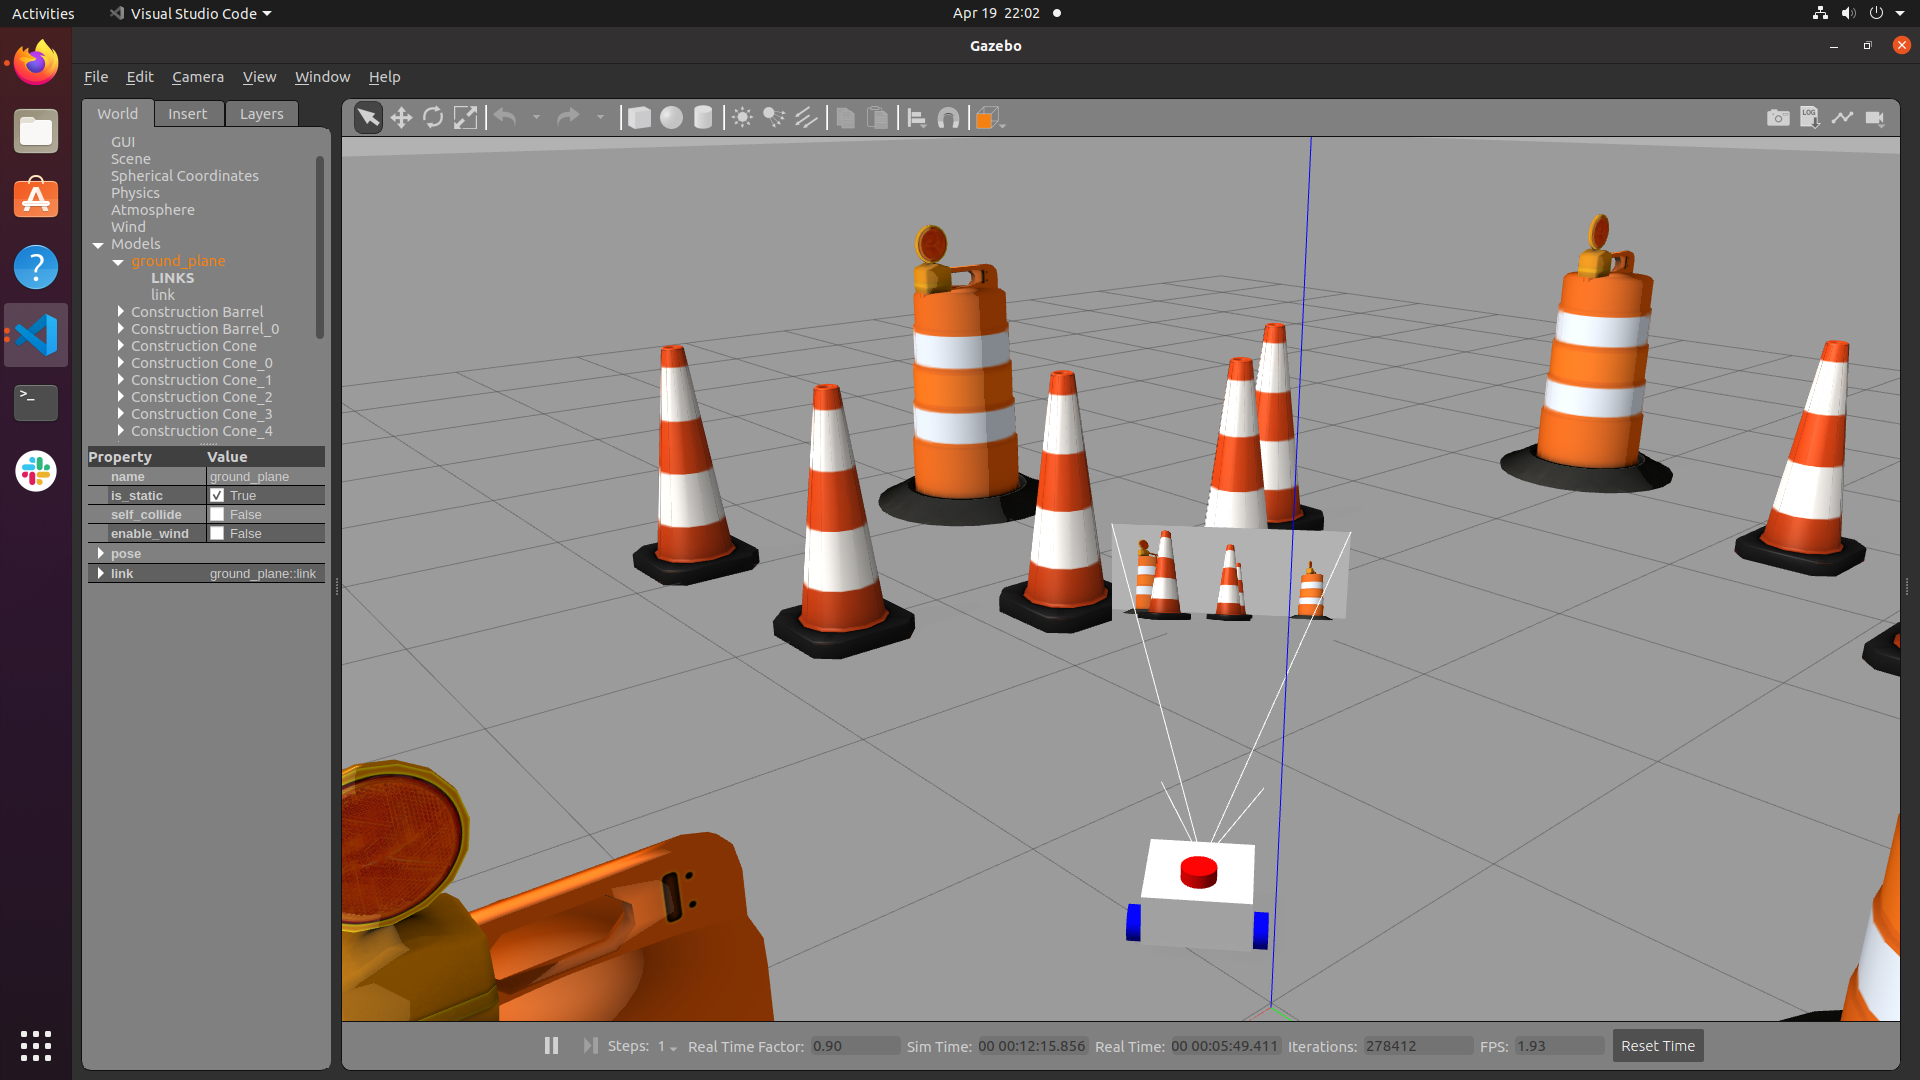 Activities
Visual Studio Code
Apr 19 22:02
Gazebo
File Edit Camera View Window Help
World Insert Layers
GUI
Scene
Spherical Coordinates
Physics
Atmosphere
Wind
Models
ground_plane
LINKS
link
Construction Barrel
Construction Barrel_0
Construction Cone
Construction Cone_0
Construction Cone_1
Construction Cone_2
Construction Cone_3
Construction Cone_4
Property Value
name ground_plane
is_static True
self_collide False
enable_wind False
pose
link ground_plane::link
LOG
Steps: 1 Real Time Factor: 0.90 Sim Time: 00 00:12:15.856 Real Time: 00 00:05:49.411 Iterations: 278412 FPS: 1.93 Reset Time